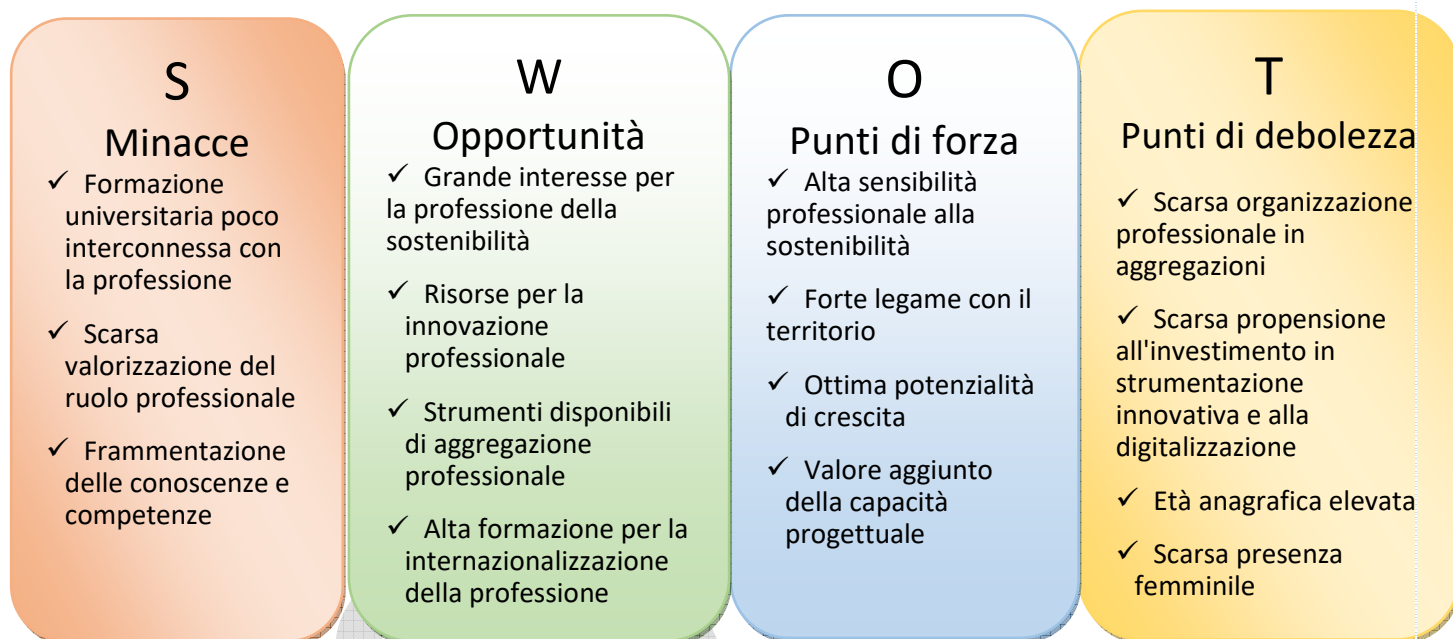 S
Minacce
✓ Formazione
universitaria poco
interconnessa con
la professione
✓ Scarsa
valorizzazione del
ruolo professionale
✓ Frammentazione
delle conoscenze e
competenze
W
Opportunità
✓ Grande interesse per
la professione della
sostenibilità
✓ Risorse per la
innovazione
professionale
✓ Strumenti disponibili
di aggregazione
professionale
✓ Alta formazione per la
internazionalizzazione
della professione
O
Punti di forza
✓ Alta sensibilità
professionale alla
sostenibilità
✓ Forte legame con il
territorio
✓ Ottima potenzialità
di crescita
✓ Valore aggiunto
della capacità
progettuale
T
Punti di debolezza
✓ Scarsa organizzazione
professionale in
aggregazioni
✓ Scarsa propensione
all'investimento in
strumentazione
innovativa e alla
digitalizzazione
✓ Età anagrafica elevata
✓ Scarsa presenza
femminile